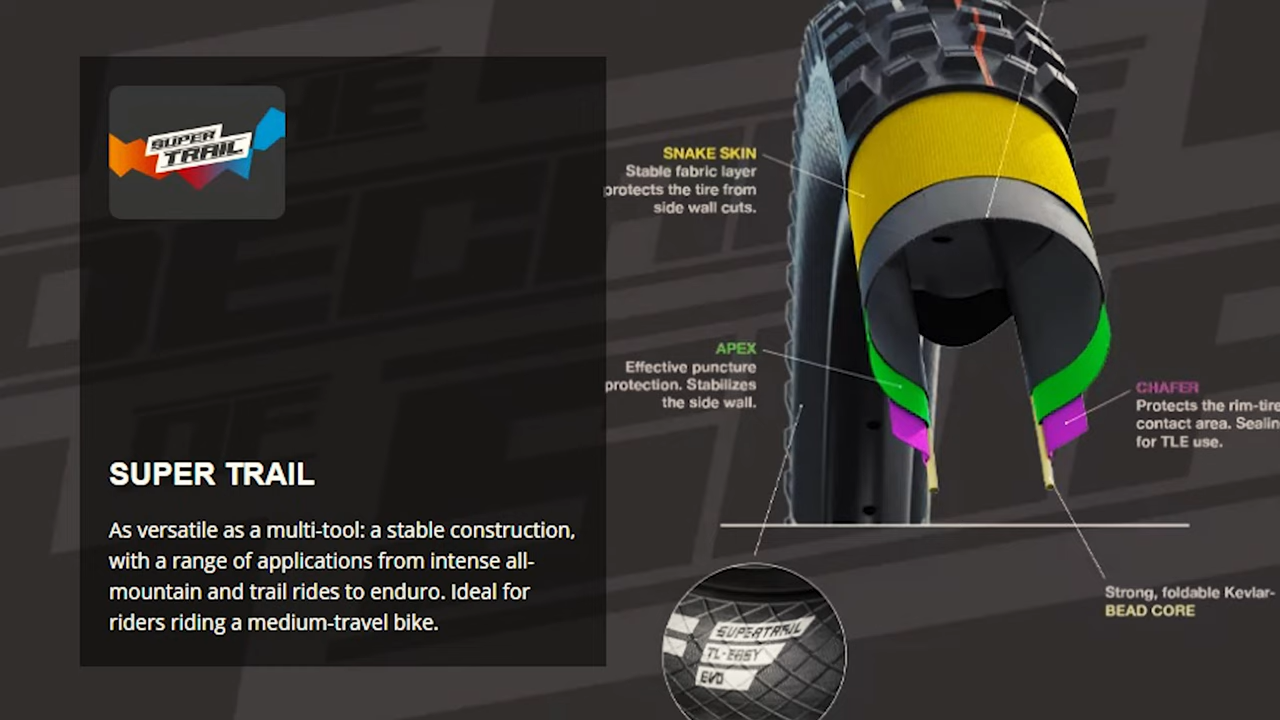 SUPER
TRAIL
SUPER TRAIL
As versatile as a multi-tool: a stable construction,
with a range of applications from intense all-
mountain and trail rides to enduro. Ideal for
riders riding a medium-travel bike.
SNAKE SKIN
Stable fabric layer
protects the tire from
side wall cuts.
APEX
Effective puncture
protection. Stabilizes
the side wall.
CHAFER
Protects the rim-tire
contact area. Sealin
for TLE use.
Strong, foldable Kevlar-
BEAD CORE
SUPERTRAIL
TL-EASY
EVO